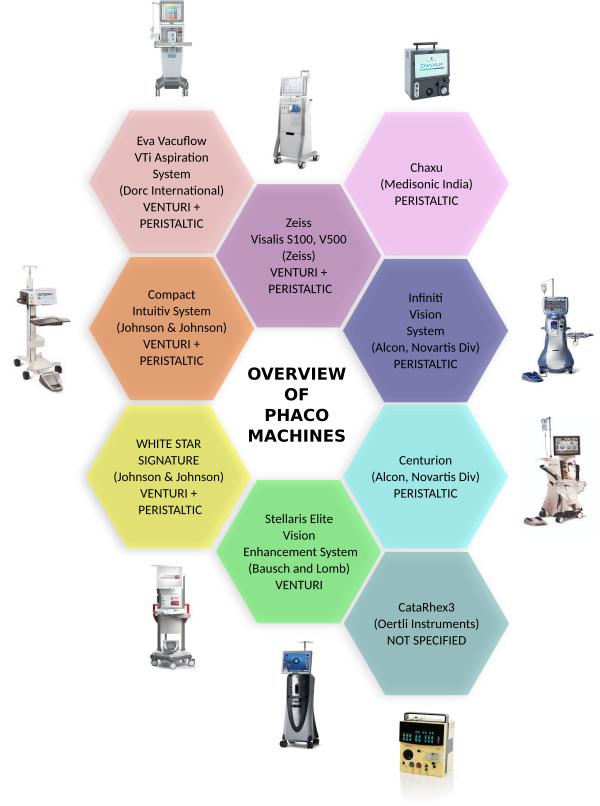 CHAXU+
Eva Vacuflow
VTi Aspiration
System
(Dorc International)
VENTURI +
PERISTALTIC
Chaxu
(Medisonic India)
PERISTALTIC
Zeiss
Visalis S100, V500
(Zeiss)
VENTURI +
PERISTALTIC
Compact
Intuitiv System
(Johnson & Johnson)
VENTURI +
PERISTALTIC
Infiniti
Vision
System
(Alcon, Novartis Div)
PERISTALTIC
OVERVIEW
OF
PHACO
MACHINES
WHITE STAR
SIGNATURE
(Johnson & Johnson)
VENTURI +
PERISTALTIC
Centurion
(Alcon, Novartis Div)
PERISTALTIC
Stellaris Elite
Vision
Enhancement System
(Bausch and Lomb)
VENTURI
CataRhex3
(Oertli Instruments)
NOT SPECIFIED